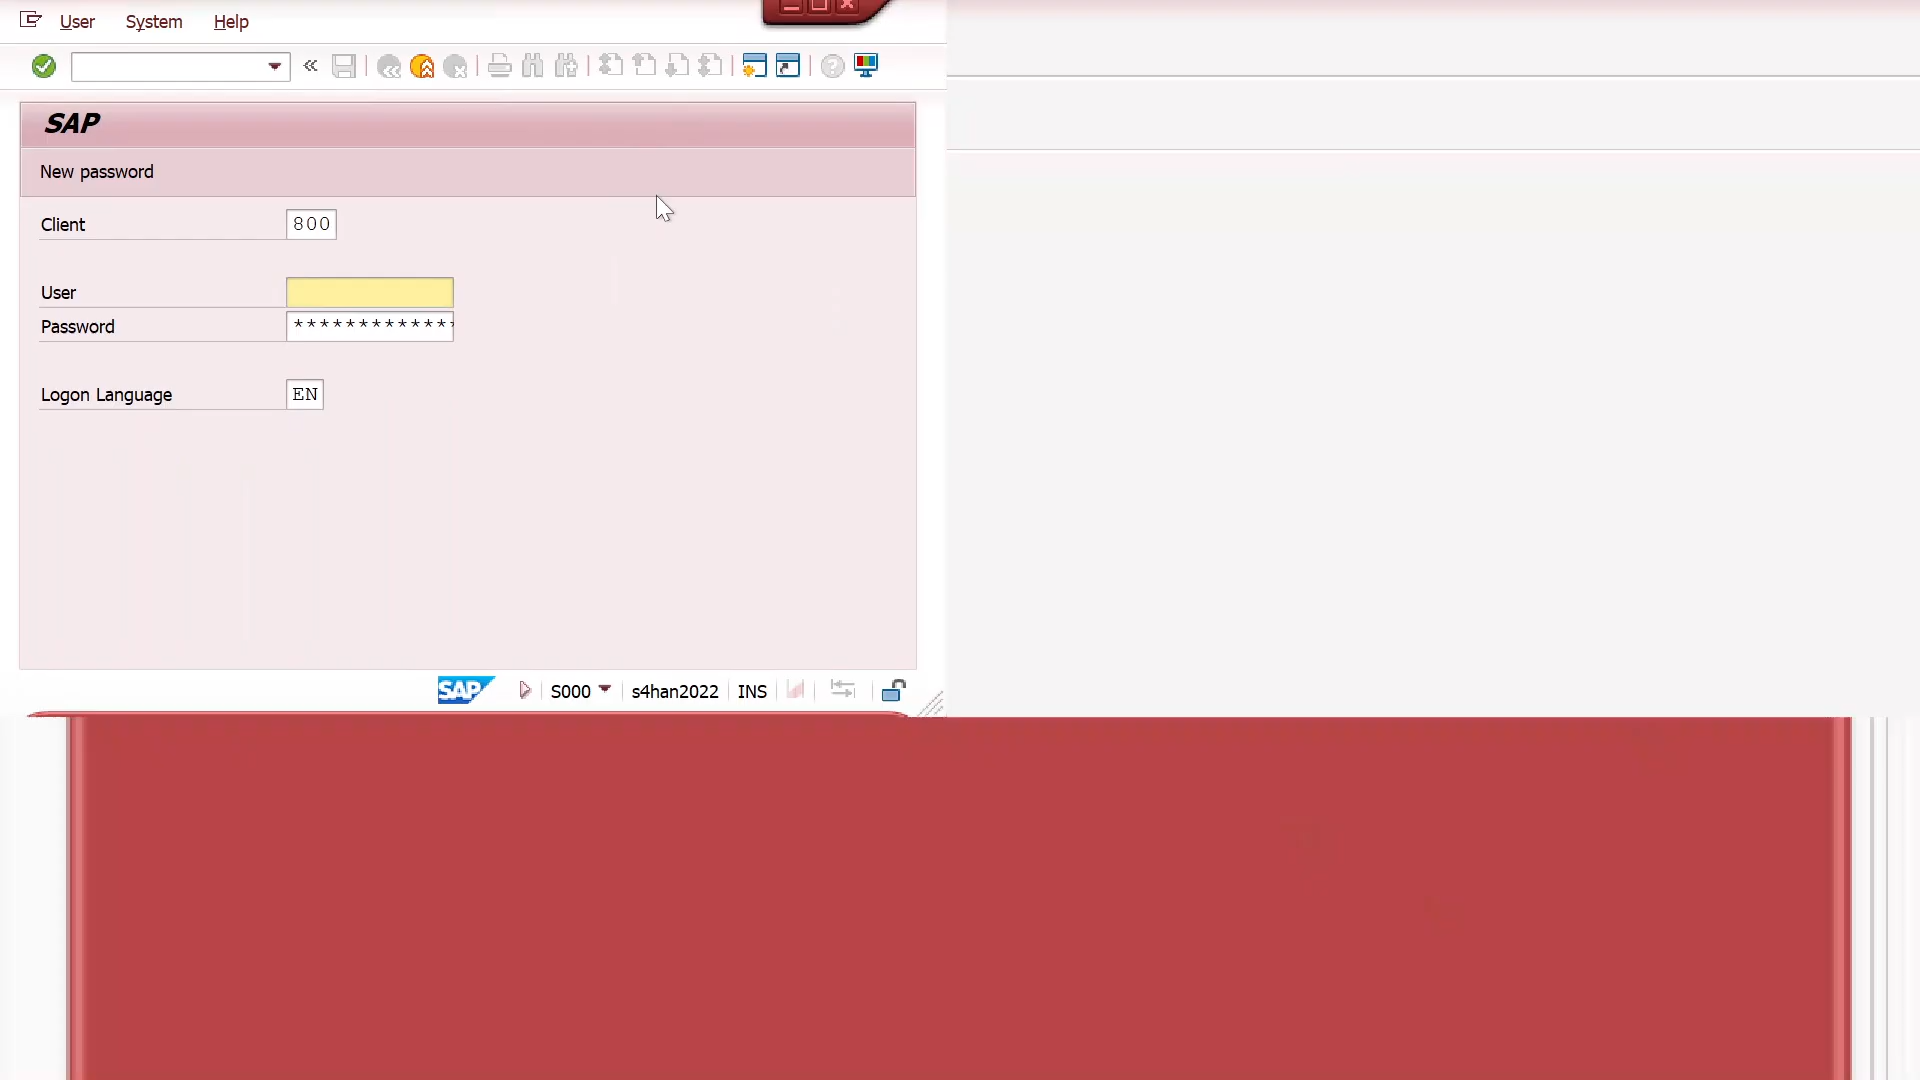 User System Help
SAP
New password
Client 800
User
Password *************
Logon Language EN
SAP S000 s4han2022 INS